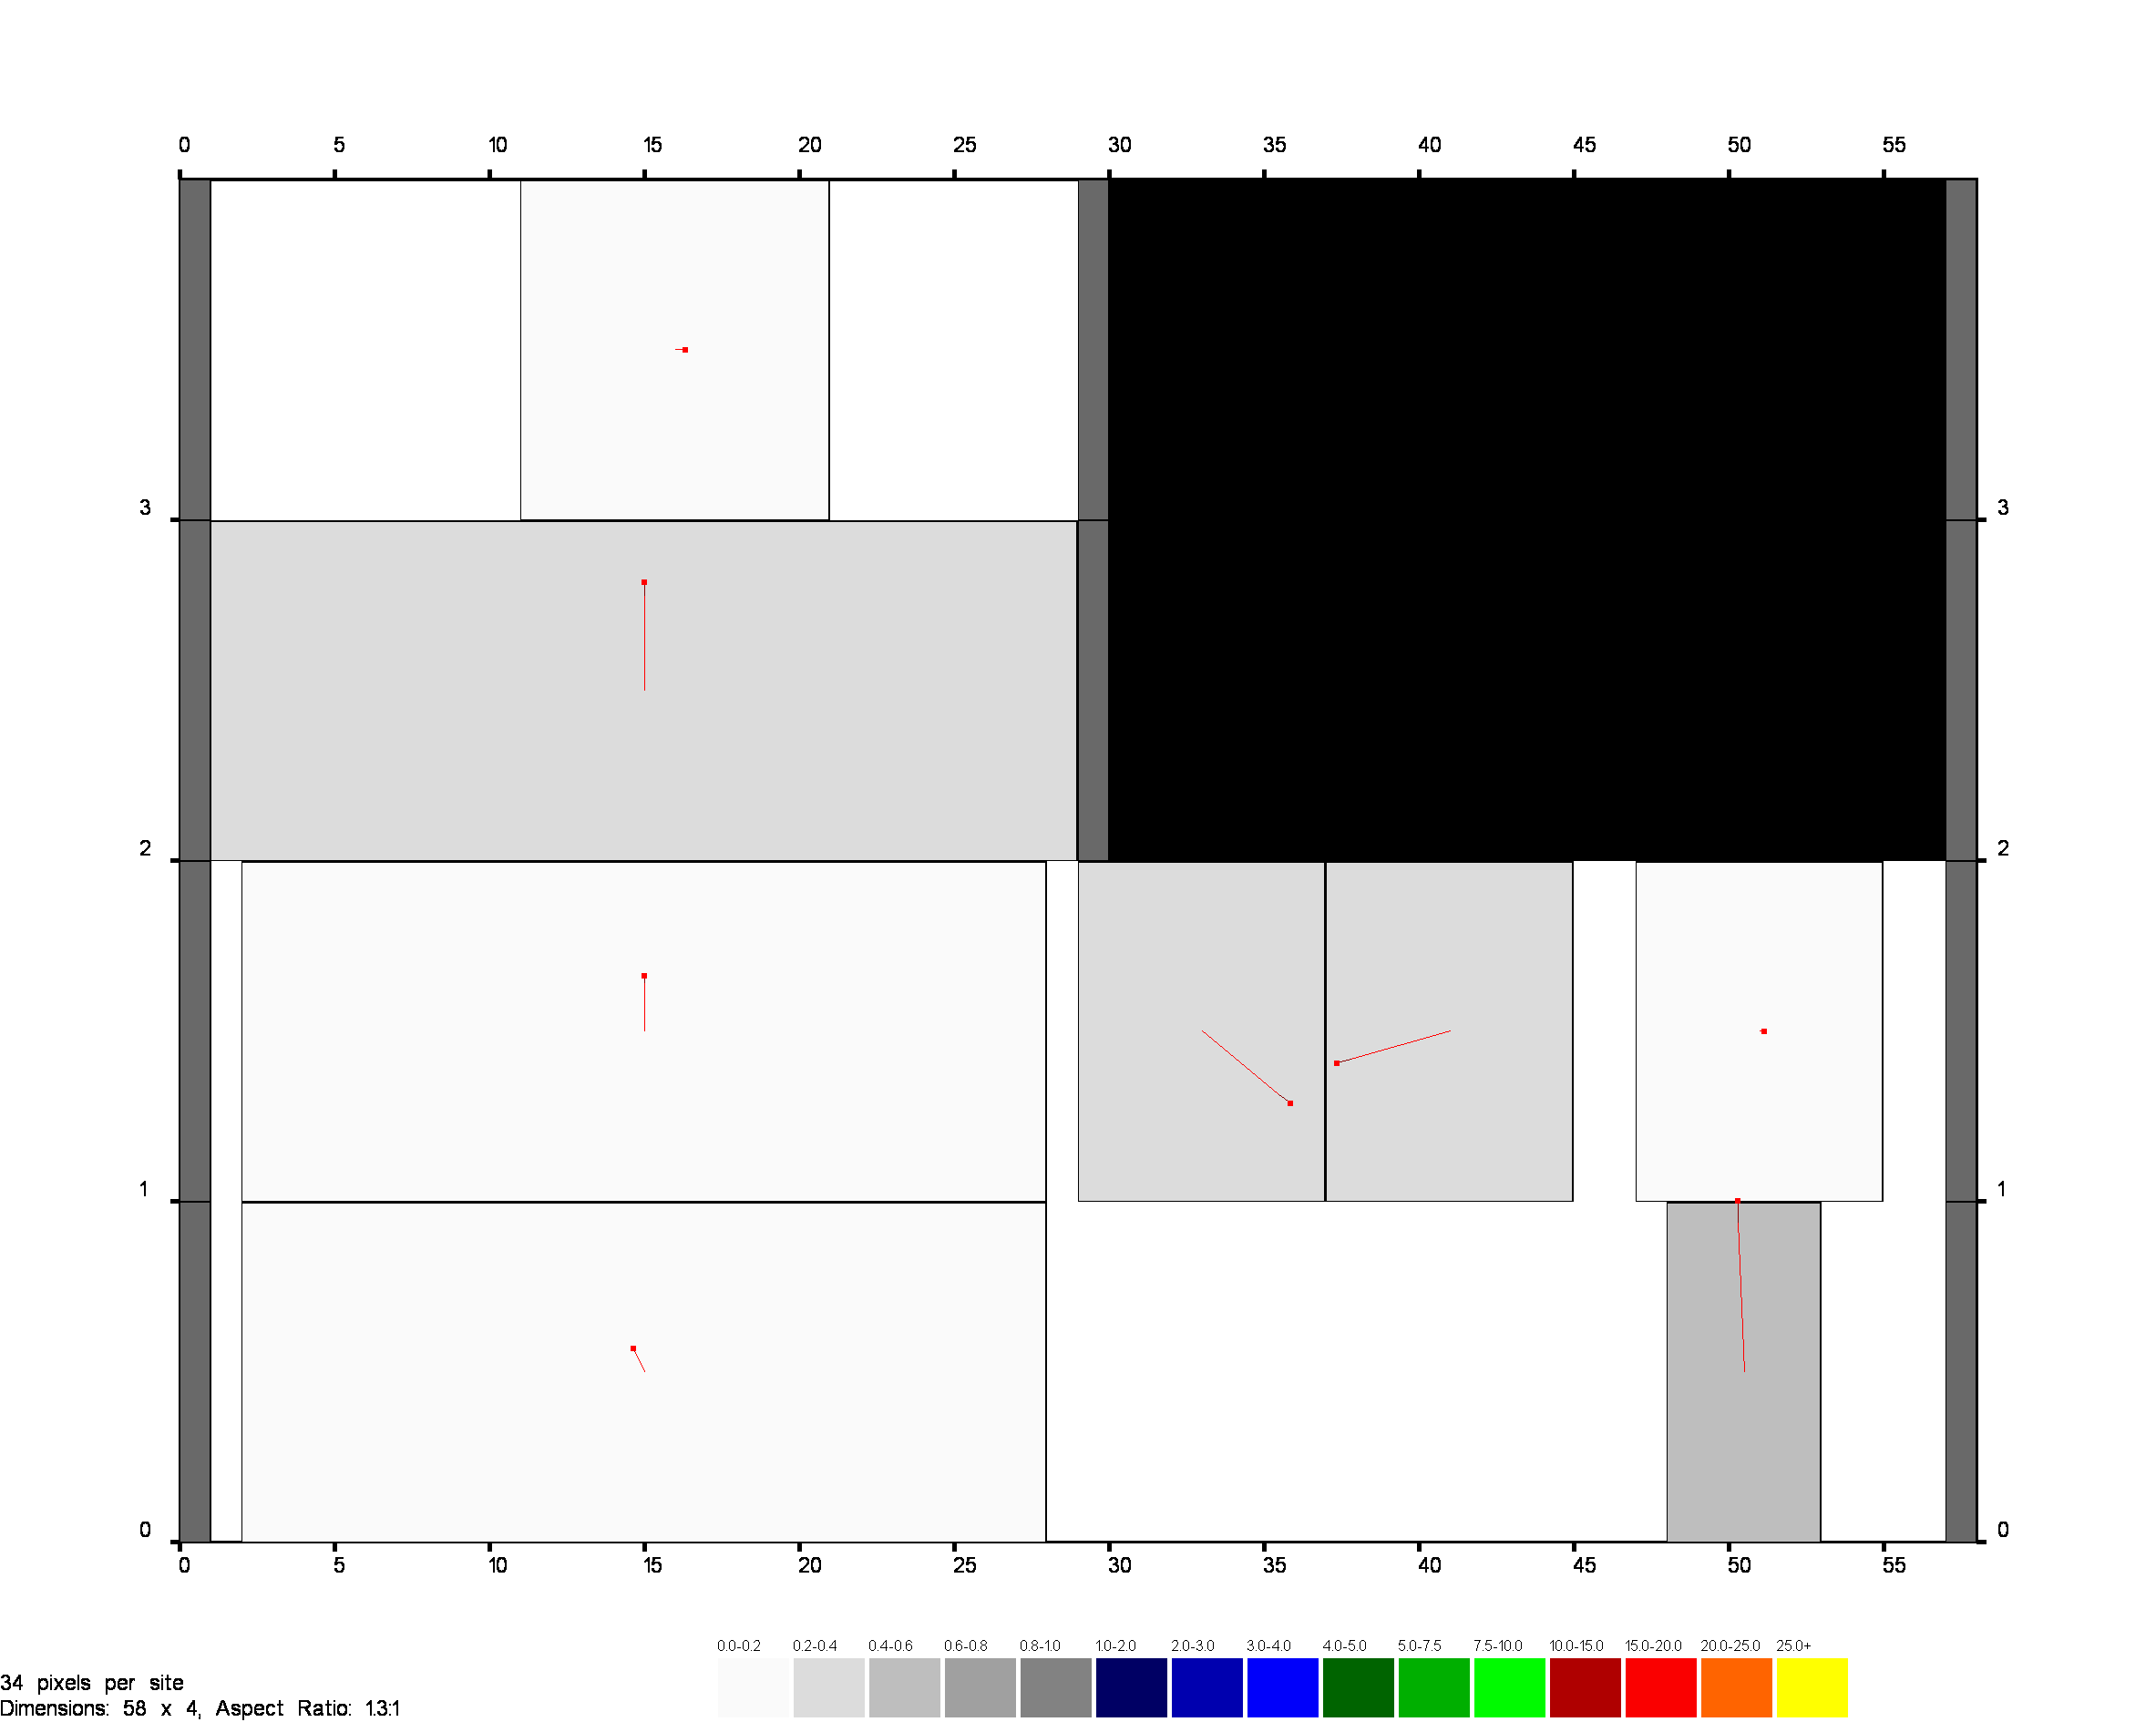 0 5 10 15 20 25 30 35 40 45 50 55
3 3
2 2
1 1
0 0
0 5 10 15 20 25 30 35 40 45 50 55
0.0-0.2 0.2-0.4 0.4-0.6 0.6-0.8 0.8-1.0 1.0-2.0 2.0-3.0 3.0-4.0 4.0-5.0 5.0-7.5 7.5-10.0 10.0-15.0 15.0-20.0 20.0-25.0 25.0+
34 pixels per site
Dimensions: 58 x 4, Aspect Ratio: 1.3:1